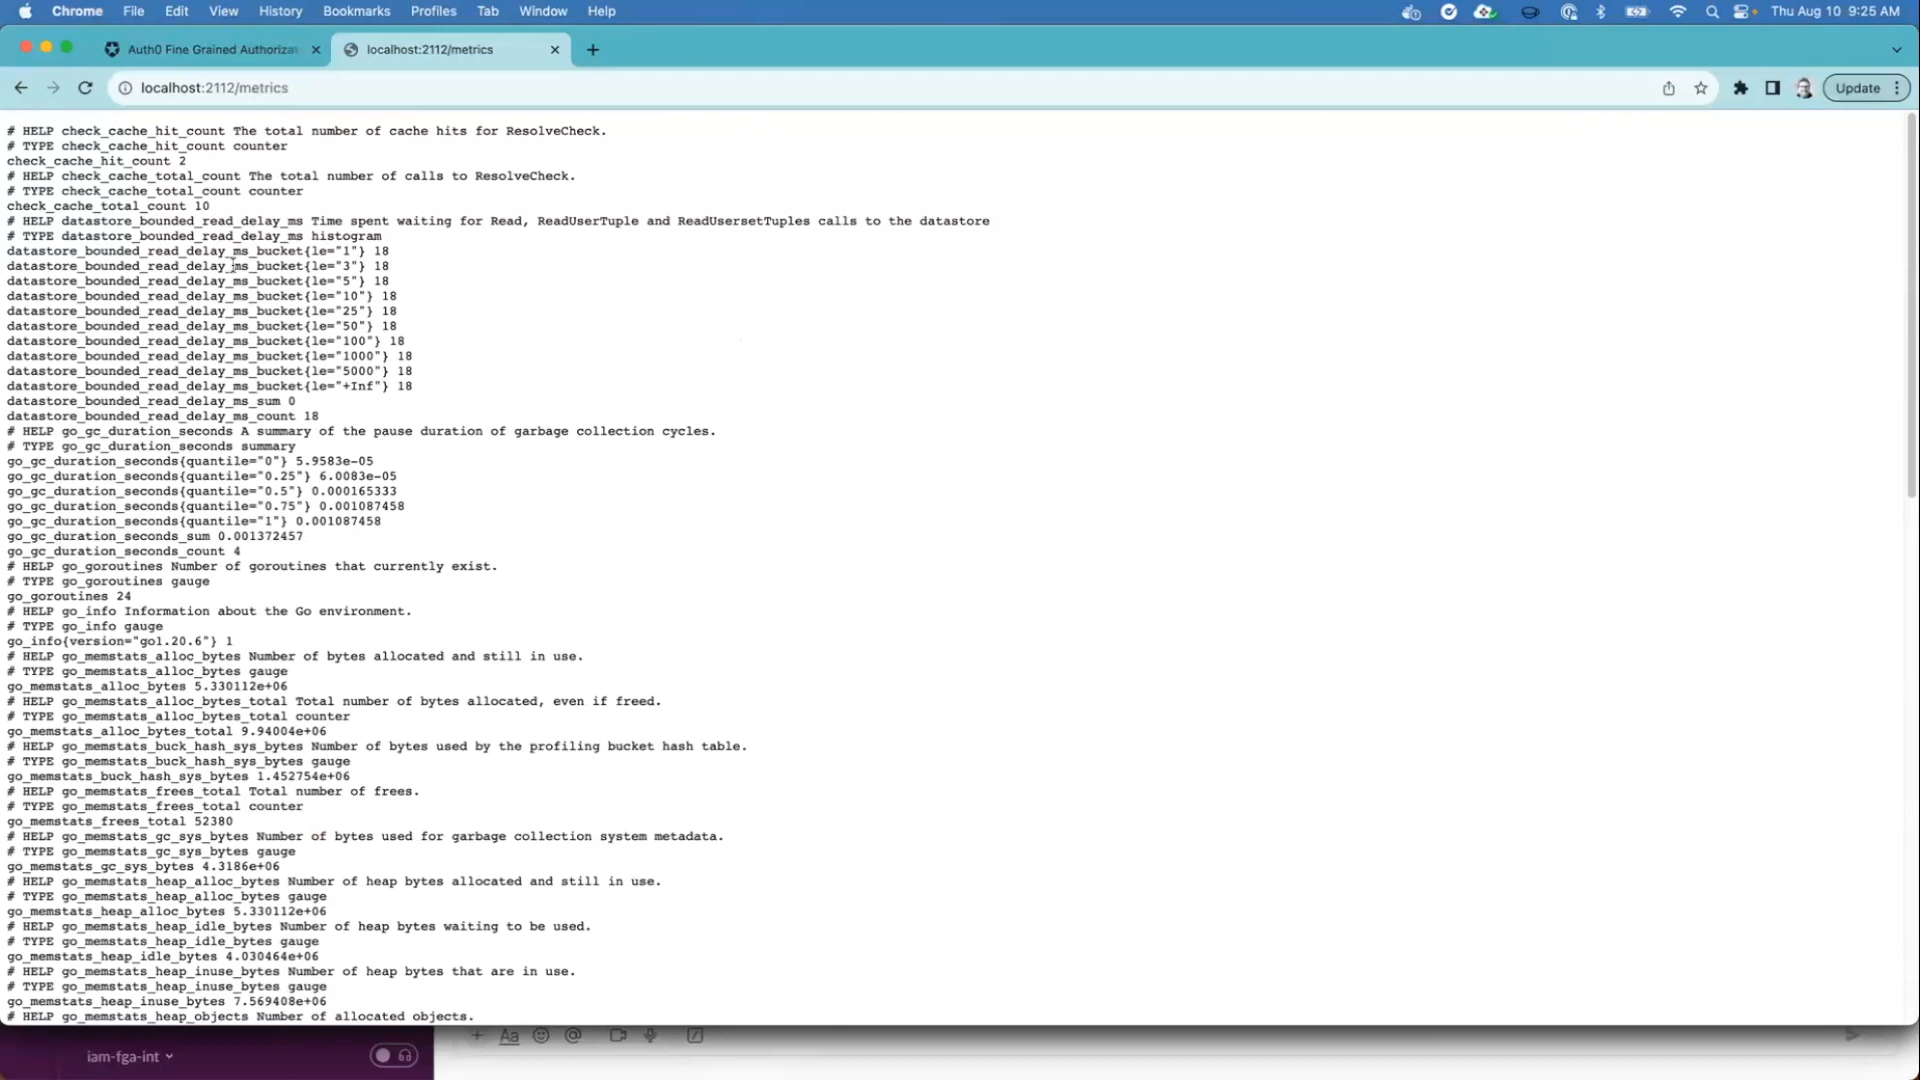 Chrome File Edit View History Bookmarks Profiles Tab Window Help Thu Aug 10 9:25 AM
Auth0 Fine Grained Authoriza localhost:2112/metrics
localhost:2112/metrics Update
# HELP check_cache_hit_count The total number of cache hits for ResolveCheck.
# TYPE check_cache_hit_count counter
check_cache_hit_count 2
# HELP check_cache_total_count The total number of calls to ResolveCheck.
# TYPE check_cache_total_count counter
check_cache_total_count 10
# HELP datastore_bounded_read_delay_ms Time spent waiting for Read, ReadUserTuple and ReadUsersetTuples calls to the datastore
# TYPE datastore_bounded_read_delay_ms histogram
datastore_bounded_read_delay_ms_bucket{le="1"} 18
datastore_bounded_read_delay_ms_bucket{le="3"} 18
datastore_bounded_read_delay_ms_bucket{le="5"} 18
datastore_bounded_read_delay_ms_bucket{le="10"} 18
datastore_bounded_read_delay_ms_bucket{le="25"} 18
datastore_bounded_read_delay_ms_bucket{le="50"} 18
datastore_bounded_read_delay_ms_bucket{le="100"} 18
datastore_bounded_read_delay_ms_bucket{le="1000"} 18
datastore_bounded_read_delay_ms_bucket{le="5000"} 18
datastore_bounded_read_delay_ms_bucket{le="+Inf"} 18
datastore_bounded_read_delay_ms_sum 0
datastore_bounded_read_delay_ms_count 18
# HELP go_gc_duration_seconds A summary of the pause duration of garbage collection cycles.
# TYPE go_gc_duration_seconds summary
go_gc_duration_seconds{quantile="0"} 5.9583e-05
go_gc_duration_seconds{quantile="0.25"} 6.0083e-05
go_gc_duration_seconds{quantile="0.5"} 0.000165333
go_gc_duration_seconds{quantile="0.75"} 0.001087458
go_gc_duration_seconds{quantile="1"} 0.001087458
go_gc_duration_seconds_sum 0.001372457
go_gc_duration_seconds_count 4
# HELP go_goroutines Number of goroutines that currently exist.
# TYPE go_goroutines gauge
go_goroutines 24
# HELP go_info Information about the Go environment.
# TYPE go_info gauge
go_info{version="go1.20.6"} 1
# HELP go_memstats_alloc_bytes Number of bytes allocated and still in use.
# TYPE go_memstats_alloc_bytes gauge
go_memstats_alloc_bytes 5.330112e+06
# HELP go_memstats_alloc_bytes_total Total number of bytes allocated, even if freed.
# TYPE go_memstats_alloc_bytes_total counter
go_memstats_alloc_bytes_total 9.94004e+06
# HELP go_memstats_buck_hash_sys_bytes Number of bytes used by the profiling bucket hash table.
# TYPE go_memstats_buck_hash_sys_bytes gauge
go_memstats_buck_hash_sys_bytes 1.452754e+06
# HELP go_memstats_frees_total Total number of frees.
# TYPE go_memstats_frees_total counter
go_memstats_frees_total 52380
# HELP go_memstats_gc_sys_bytes Number of bytes used for garbage collection system metadata.
# TYPE go_memstats_gc_sys_bytes gauge
go_memstats_gc_sys_bytes 4.3186e+06
# HELP go_memstats_heap_alloc_bytes Number of heap bytes allocated and still in use.
# TYPE go_memstats_heap_alloc_bytes gauge
go_memstats_heap_alloc_bytes 5.330112e+06
# HELP go_memstats_heap_idle_bytes Number of heap bytes waiting to be used.
# TYPE go_memstats_heap_idle_bytes gauge
go_memstats_heap_idle_bytes 4.030464e+06
# HELP go_memstats_heap_inuse_bytes Number of heap bytes that are in use.
# TYPE go_memstats_heap_inuse_bytes gauge
go_memstats_heap_inuse_bytes 7.569408e+06
# HELP go_memstats_heap_objects Number of allocated objects.
Aa
iam-fga-int